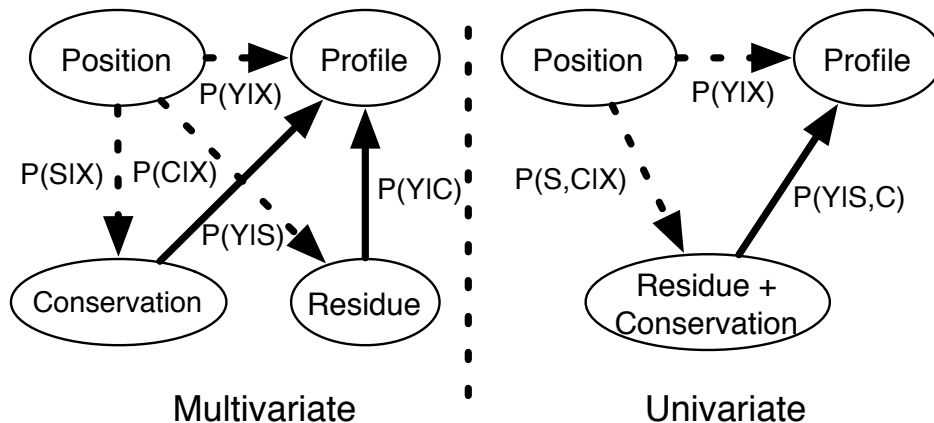 Position
Profile
P(Y|X)
P(S|X)
P(C|X)
P(Y|S)
P(Y|C)
Conservation
Residue
Multivariate
Position
Profile
P(Y|X)
P(S,C|X)
P(Y|S,C)
Residue +
Conservation
Univariate